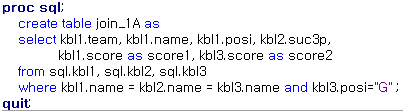 proc sql;
create table join_1A as
select kbl1.team, kbl1.name, kbl1.posi, kbl2.suc3p,
kbl1.score as score1, kbl3.score as score2
from sql.kbl1, sql.kbl2, sql.kbl3
where kbl1.name = kbl2.name = kbl3.name and kbl3.posi="G" ;
quit;